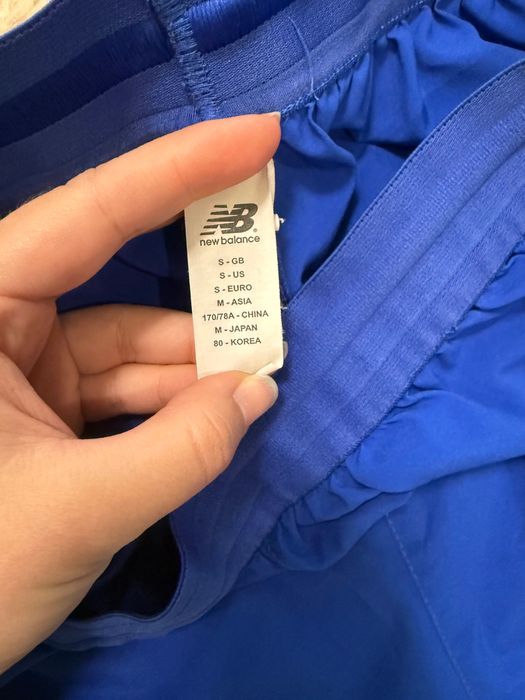 NB
new balance
S - GB
S - US
S - EURO
M - ASIA
170/78A - CHINA
M - JAPAN
80 - KOREA